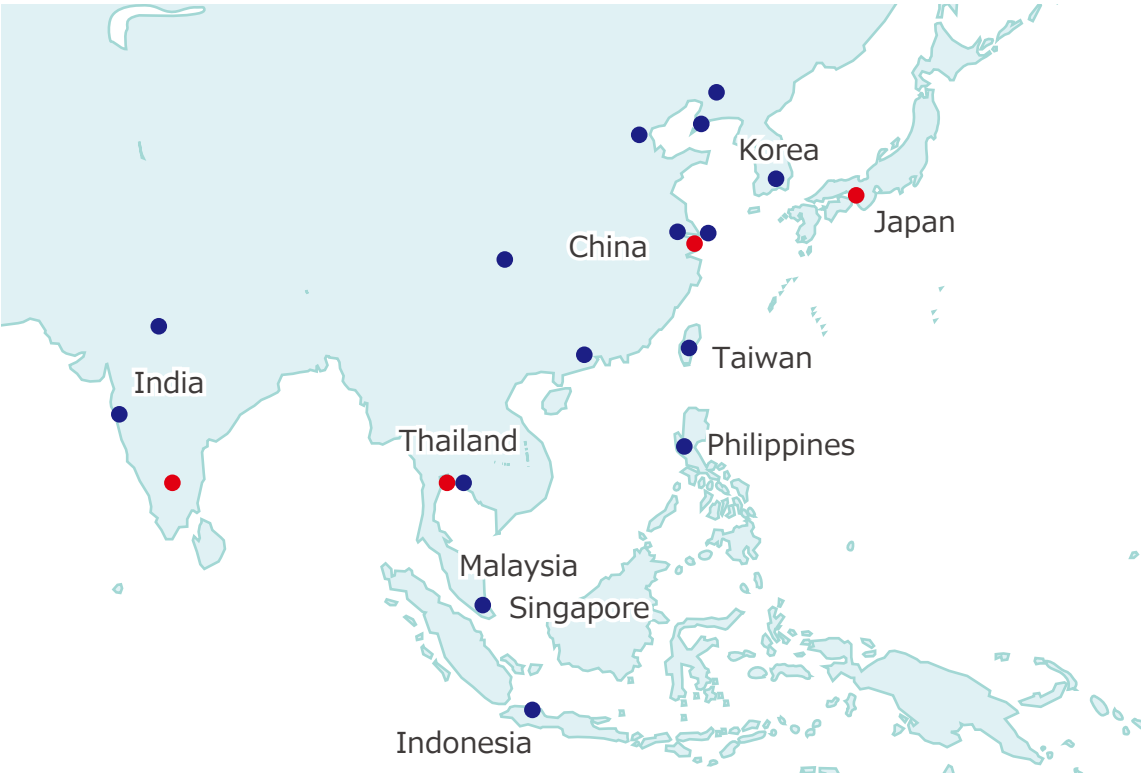 Korea
Japan
China
Taiwan
India
Thailand
Philippines
Malaysia
Singapore
Indonesia